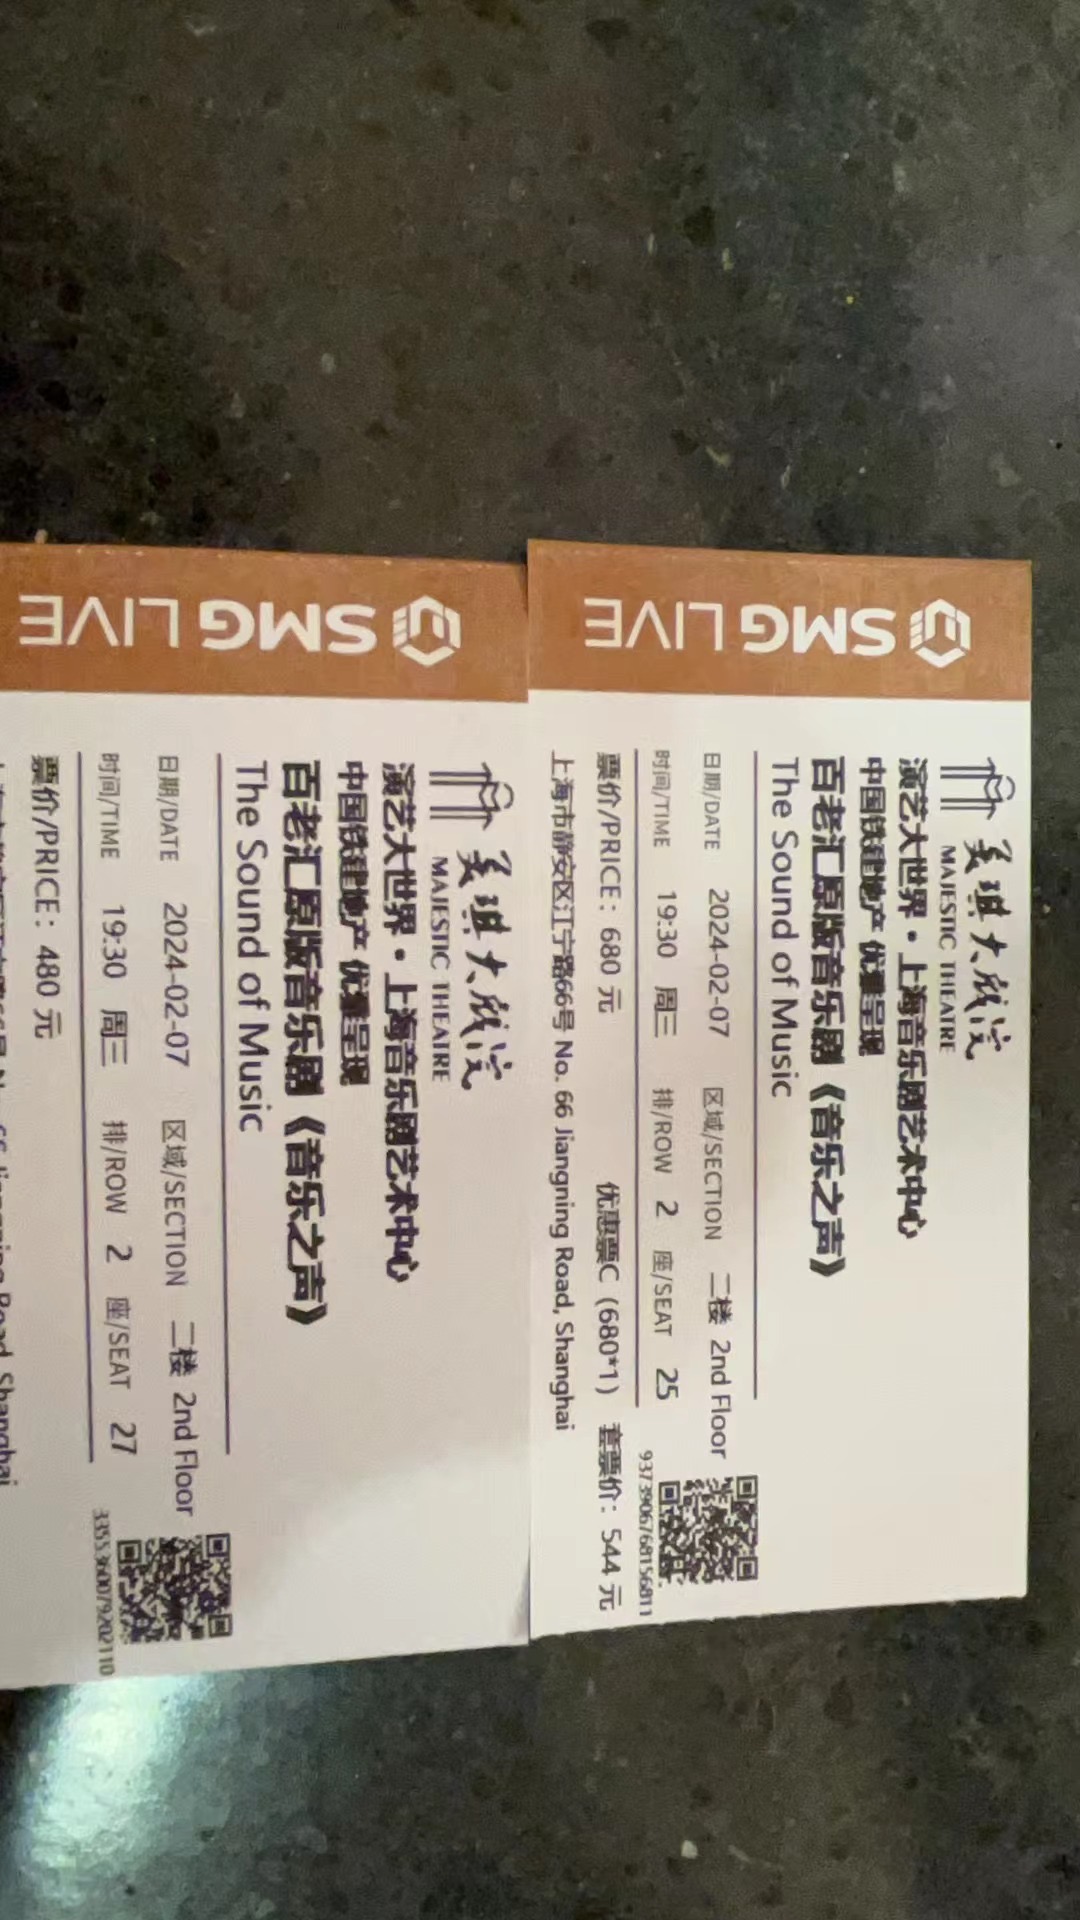 SMG LIVE
美琪大戏院
MAJESTIC THEATRE
演艺大世界·上海音乐剧艺术中心
中国铁建地产 优雅呈现
百老汇原版音乐剧《音乐之声》
The Sound of Music
日期/DATE 2024-02-07 区域/SECTION 二楼 2nd Floor
时间/TIME 19:30 周三 排/ROW 2 座/SEAT 25
票价/PRICE：680 元 优惠票C（680*1） 套票价：544 元
上海市静安区江宁路66号 No. 66 Jiangning Road, Shanghai
9373906768156811
SMG LIVE
美琪大戏院
MAJESTIC THEATRE
演艺大世界·上海音乐剧艺术中心
中国铁建地产 优雅呈现
百老汇原版音乐剧《音乐之声》
The Sound of Music
日期/DATE 2024-02-07 区域/SECTION 二楼 2nd Floor
时间/TIME 19:30 周三 排/ROW 2 座/SEAT 27
票价/PRICE：480 元